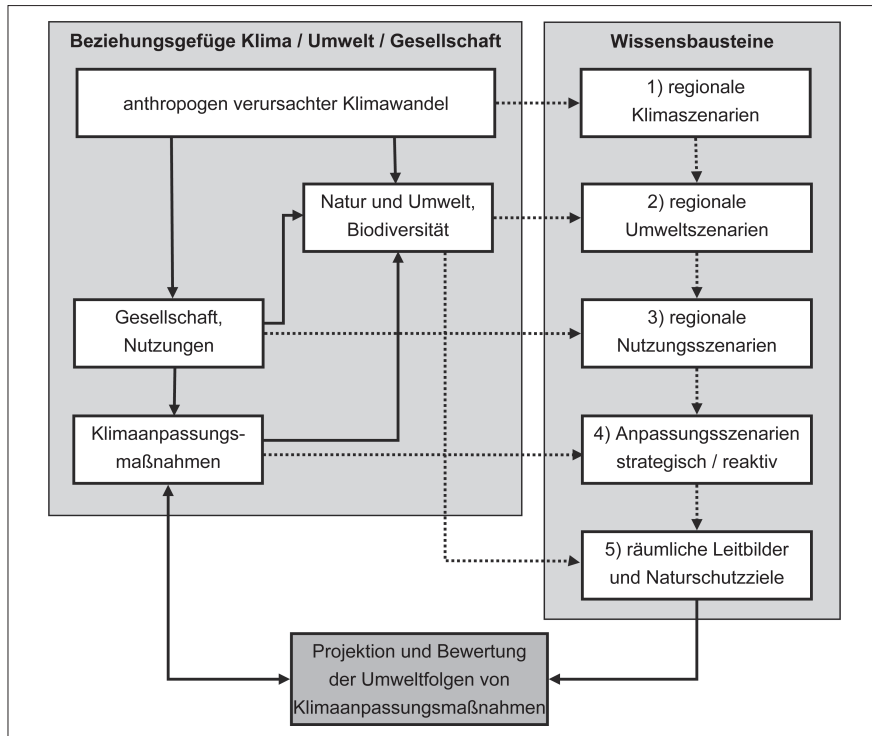 Beziehungsgefüge Klima / Umwelt / Gesellschaft
anthropogen verursachter Klimawandel
Natur und Umwelt,
Biodiversität
Gesellschaft,
Nutzungen
Klimaanpassungs-
maßnahmen
Wissensbausteine
1) regionale
Klimaszenarien
2) regionale
Umweltszenarien
3) regionale
Nutzungsszenarien
4) Anpassungsszenarien
strategisch / reaktiv
5) räumliche Leitbilder
und Naturschutzziele
Projektion und Bewertung
der Umweltfolgen von
Klimaanpassungsmaßnahmen